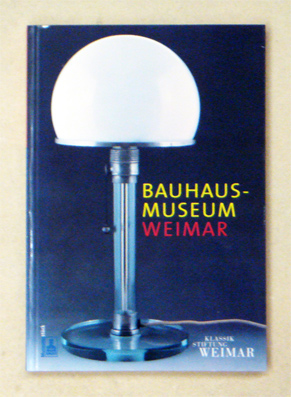 BAUHAUS-
MUSEUM
WEIMAR
KLASSIK
STIFTUNG
WEIMAR